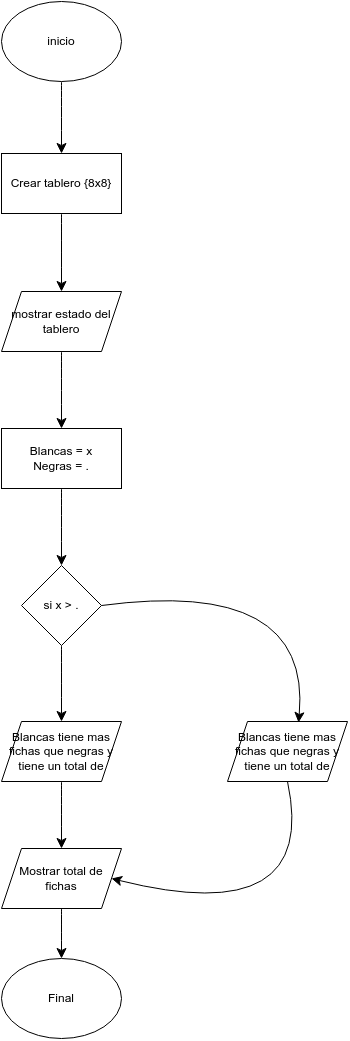 inicio
Crear tablero {8x8}
mostrar estado del
tablero
Blancas = x
Negras = .
si x > .
Blancas tiene mas
fichas que negras y
tiene un total de
Blancas tiene mas
fichas que negras y
tiene un total de
Mostrar total de
fichas
Final